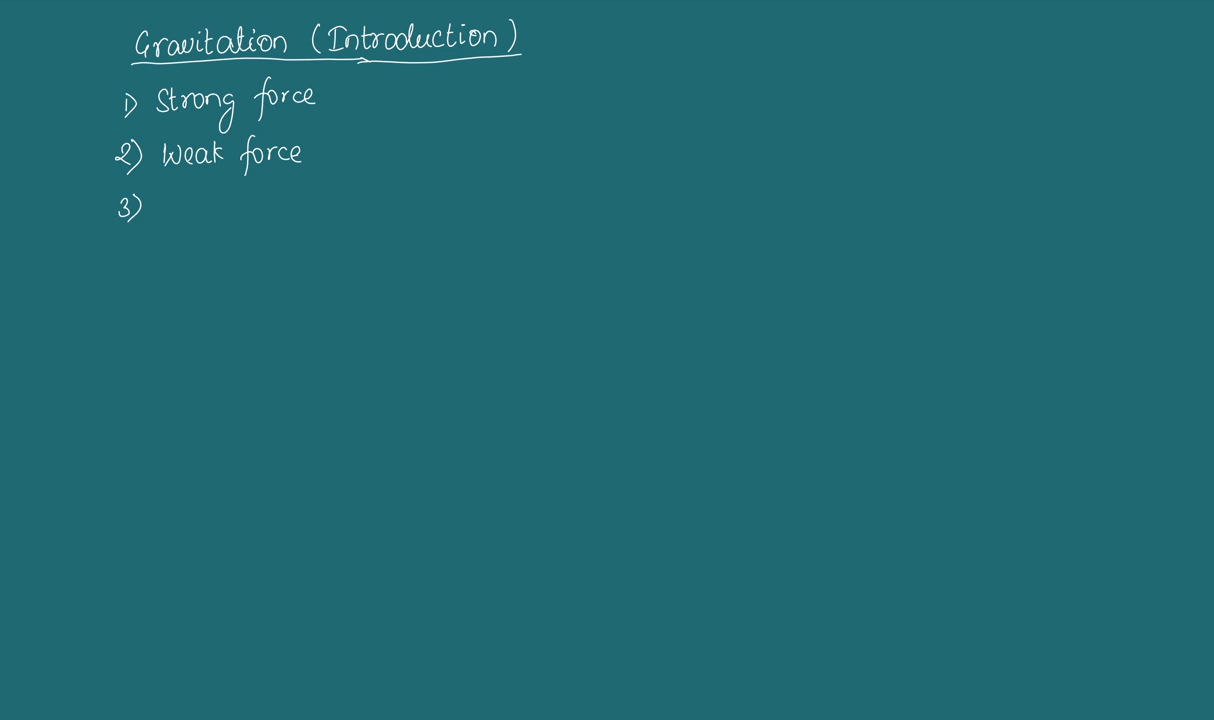 Gravitation (Introduction)
1) Strong force
2) Weak force
3)